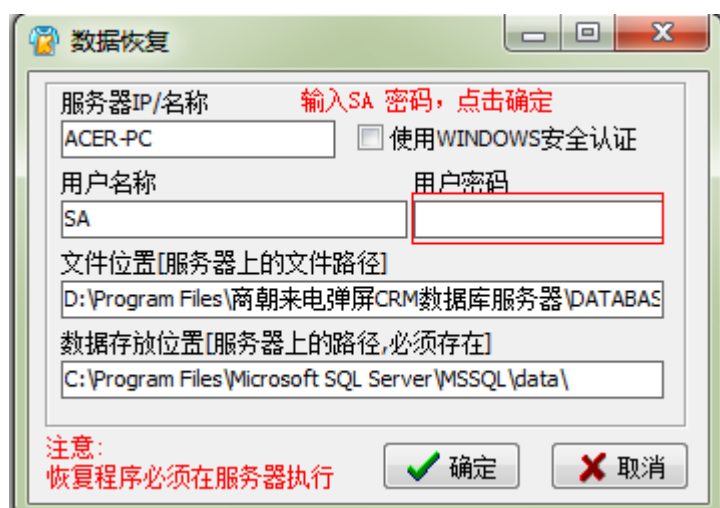 数据恢复
服务器IP/名称 输入SA 密码，点击确定
ACER-PC 使用WINDOWS安全认证
用户名称 用户密码
SA
文件位置[服务器上的文件路径]
D:\Program Files\商朝来电弹屏CRM数据库服务器\DATABAS
数据存放位置[服务器上的路径,必须存在]
C:\Program Files\Microsoft SQL Server\MSSQL\data\
注意:
恢复程序必须在服务器执行 确定 取消